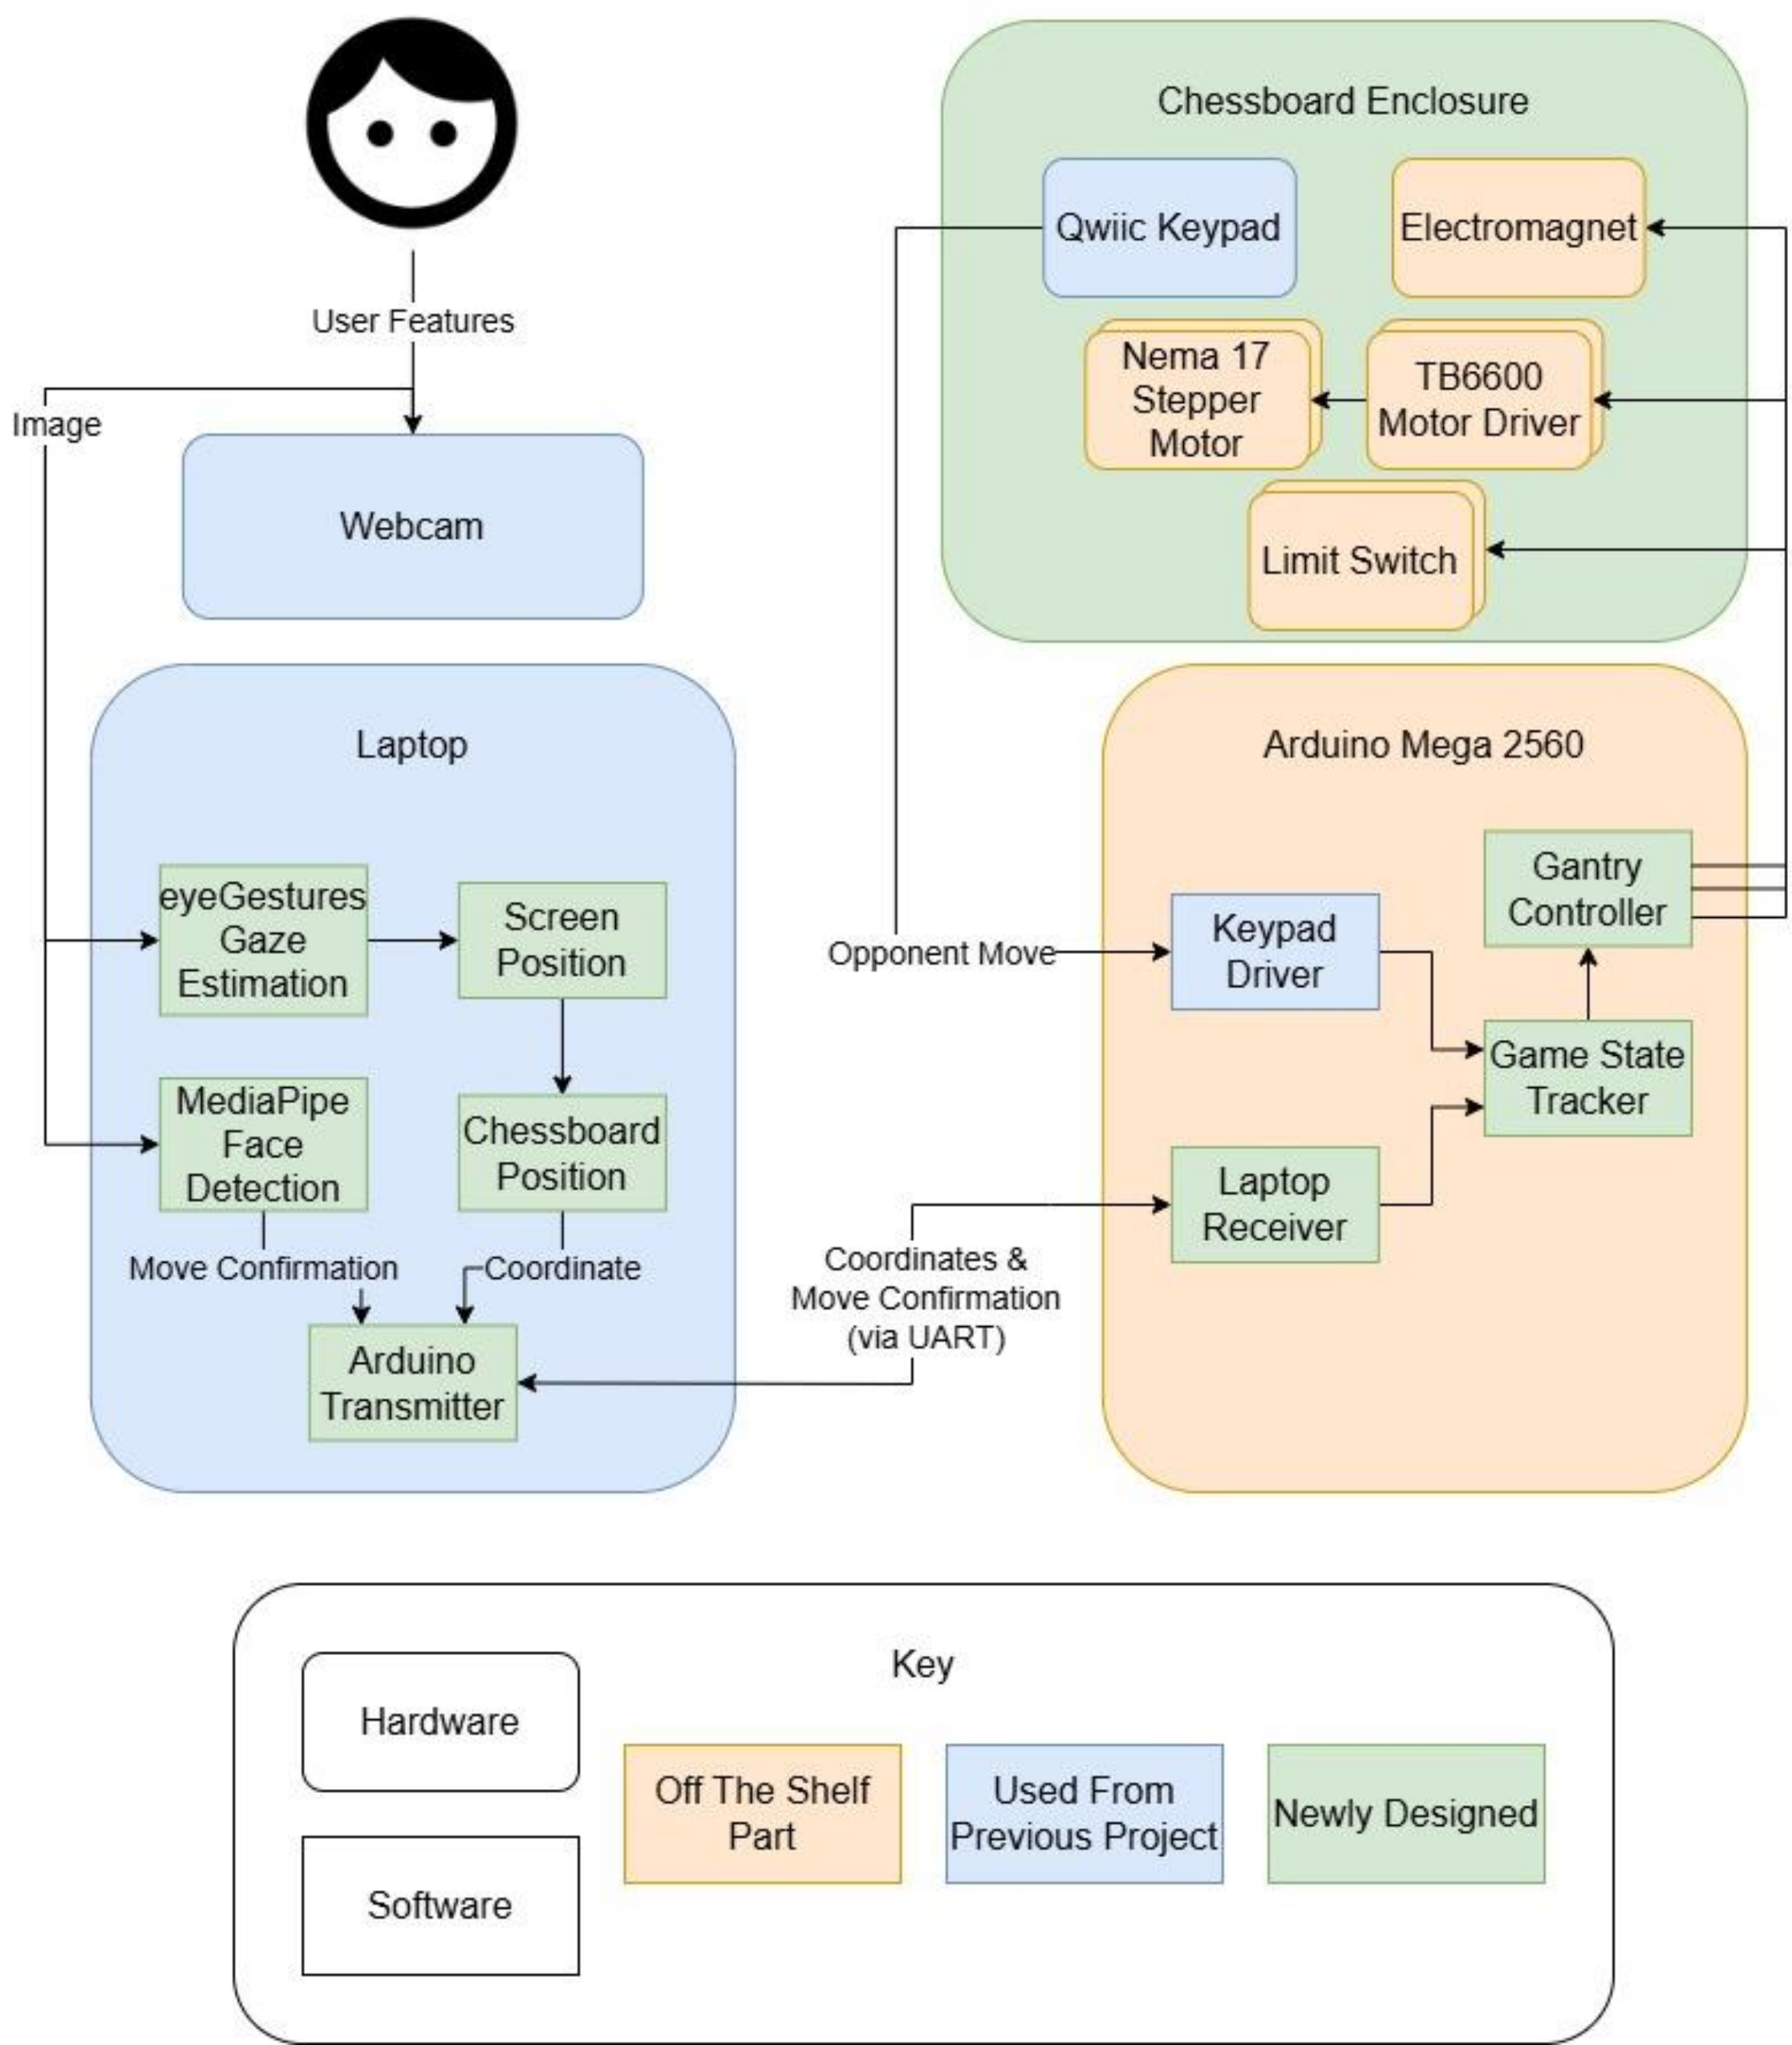 User Features
Image
Webcam
Laptop
eyeGestures
Gaze
Estimation
Screen
Position
MediaPipe
Face
Detection
Chessboard
Position
Move Confirmation
Coordinate
Arduino
Transmitter
Chessboard Enclosure
Qwiic Keypad
Electromagnet
Nema 17
Stepper
Motor
TB6600
Motor Driver
Limit Switch
Arduino Mega 2560
Gantry
Controller
Opponent Move
Keypad
Driver
Game State
Tracker
Laptop
Receiver
Coordinates &
Move Confirmation
(via UART)
Key
Hardware
Software
Off The Shelf
Part
Used From
Previous Project
Newly Designed